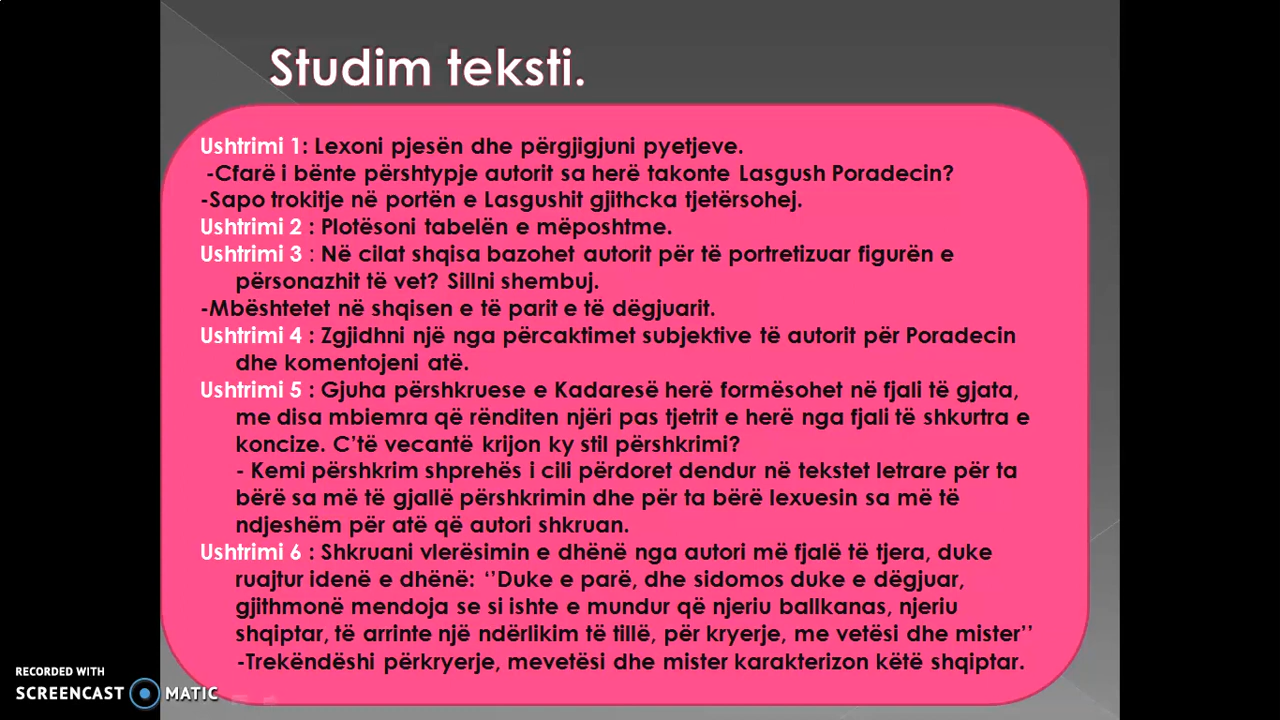 Studim teksti.
Ushtrimi 1: Lexoni pjesën dhe përgjigjuni pyetjeve.
-Cfarë i bënte përshtypje autorit sa herë takonte Lasgush Poradecin?
-Sapo trokitje në portën e Lasgushit gjithcka tjetërsohej.
Ushtrimi 2 : Plotësoni tabelën e mëposhtme.
Ushtrimi 3 : Në cilat shqisa bazohet autorit për të portretizuar figurën e
përsonazhit të vet? Sillni shembuj.
-Mbështetet në shqisen e të parit e të dëgjuarit.
Ushtrimi 4 : Zgjidhni një nga përcaktimet subjektive të autorit për Poradecin
dhe komentojeni atë.
Ushtrimi 5 : Gjuha përshkruese e Kadaresë herë formësohet në fjali të gjata,
me disa mbiemra që rënditen njëri pas tjetrit e herë nga fjali të shkurtra e
koncize. C’të vecantë krijon ky stil përshkrimi?
- Kemi përshkrim shprehës i cili përdoret dendur në tekstet letrare për ta
bërë sa më të gjallë përshkrimin dhe për ta bërë lexuesin sa më të
ndjeshëm për atë që autori shkruan.
Ushtrimi 6 : Shkruani vlerësimin e dhënë nga autori më fjalë të tjera, duke
ruajtur idenë e dhënë: ‘’Duke e parë, dhe sidomos duke e dëgjuar,
gjithmonë mendoja se si ishte e mundur që njeriu ballkanas, njeriu
shqiptar, të arrinte një ndërlikim të tillë, për kryerje, me vetësi dhe mister’’
-Trekëndëshi përkryerje, mevetësi dhe mister karakterizon këtë shqiptar.
RECORDED WITH
SCREENCAST MATIC